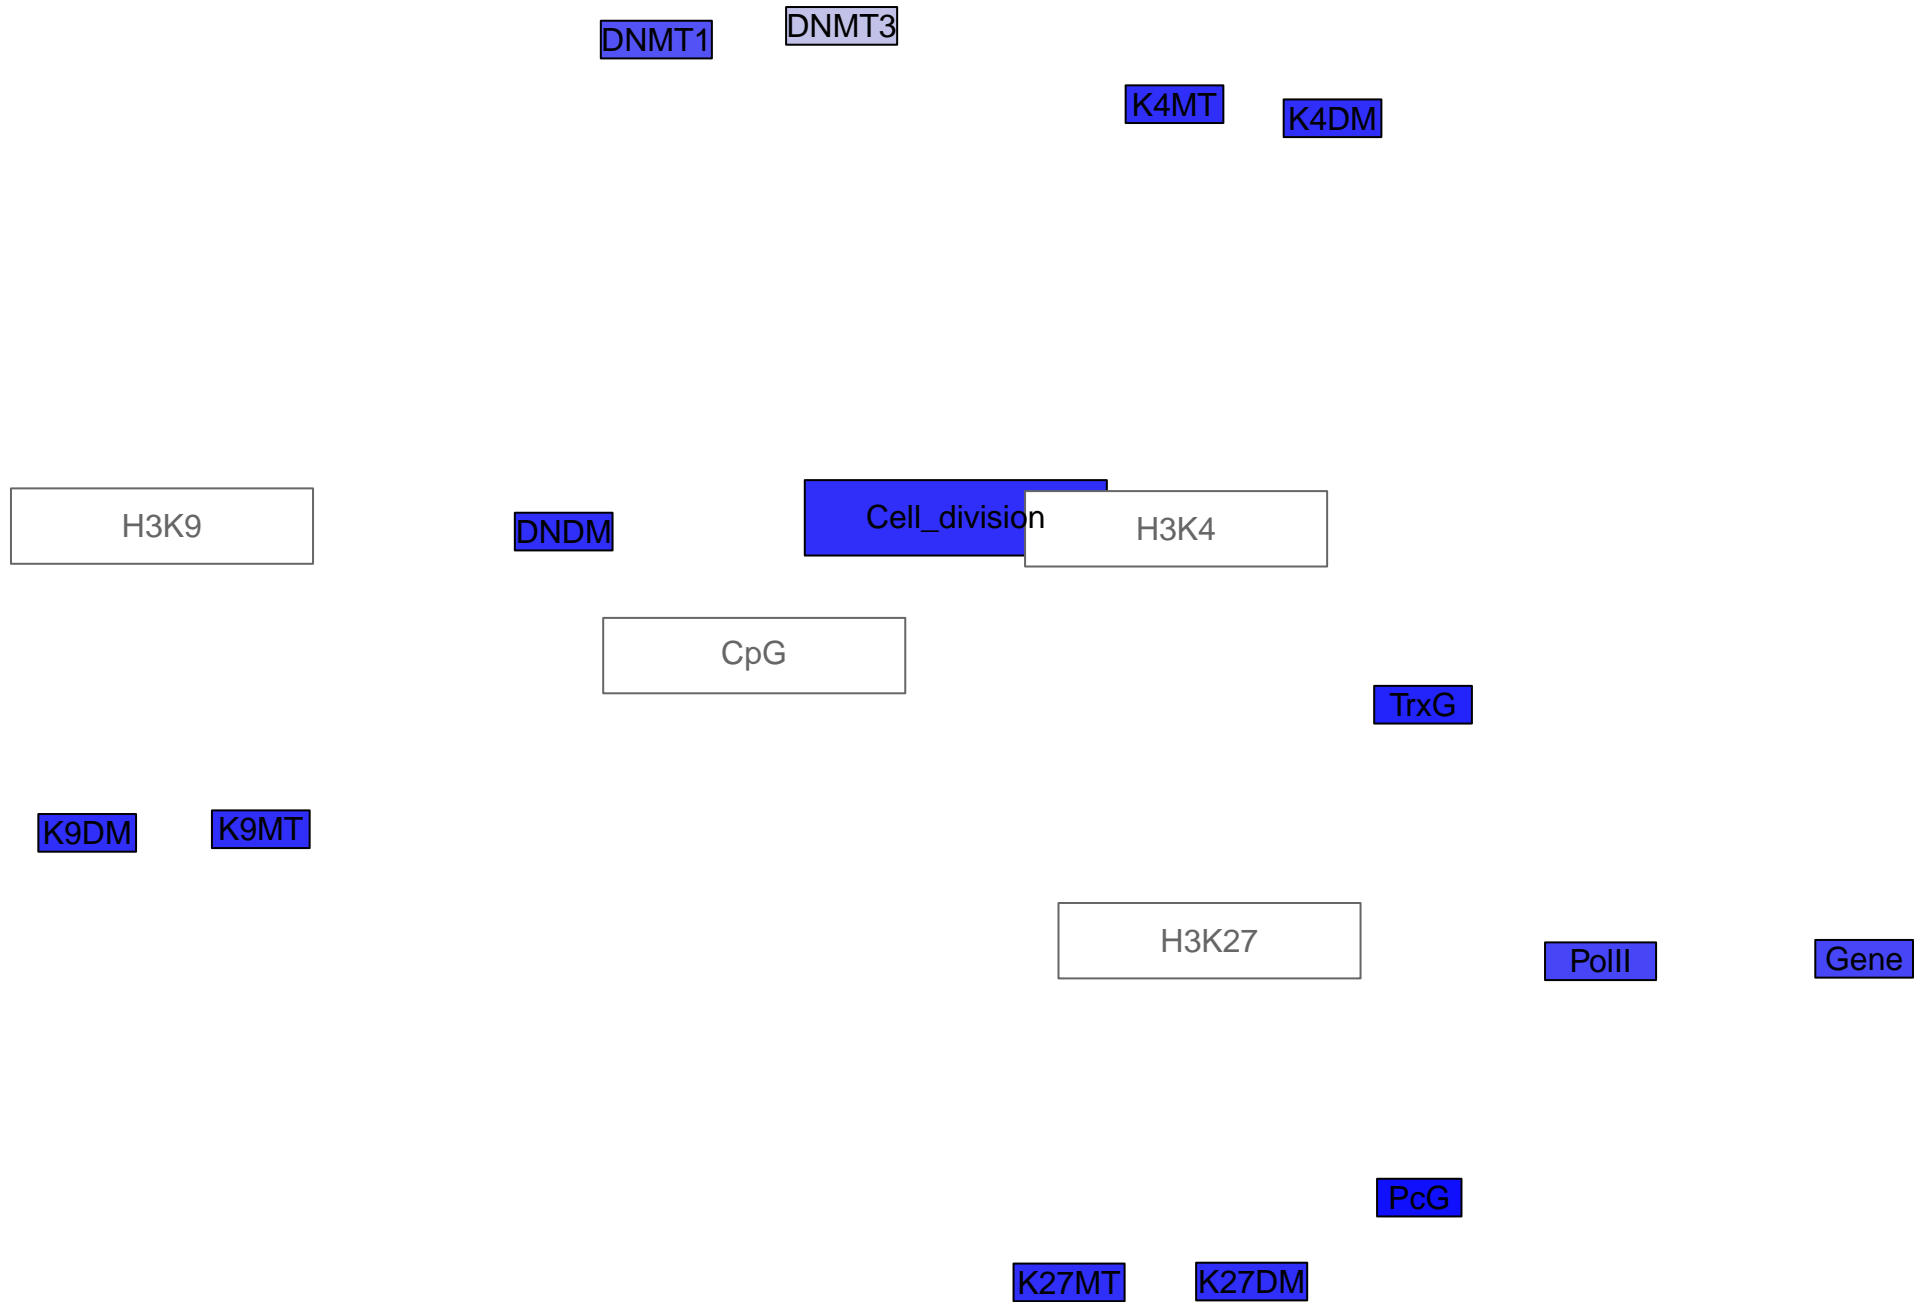 DNMT1
DNMT3
K4MT
K4DM
H3K9
DNDM
Cell_division
H3K4
CpG
TrxG
K9DM
K9MT
H3K27
PolII
Gene
PcG
K27MT
K27DM